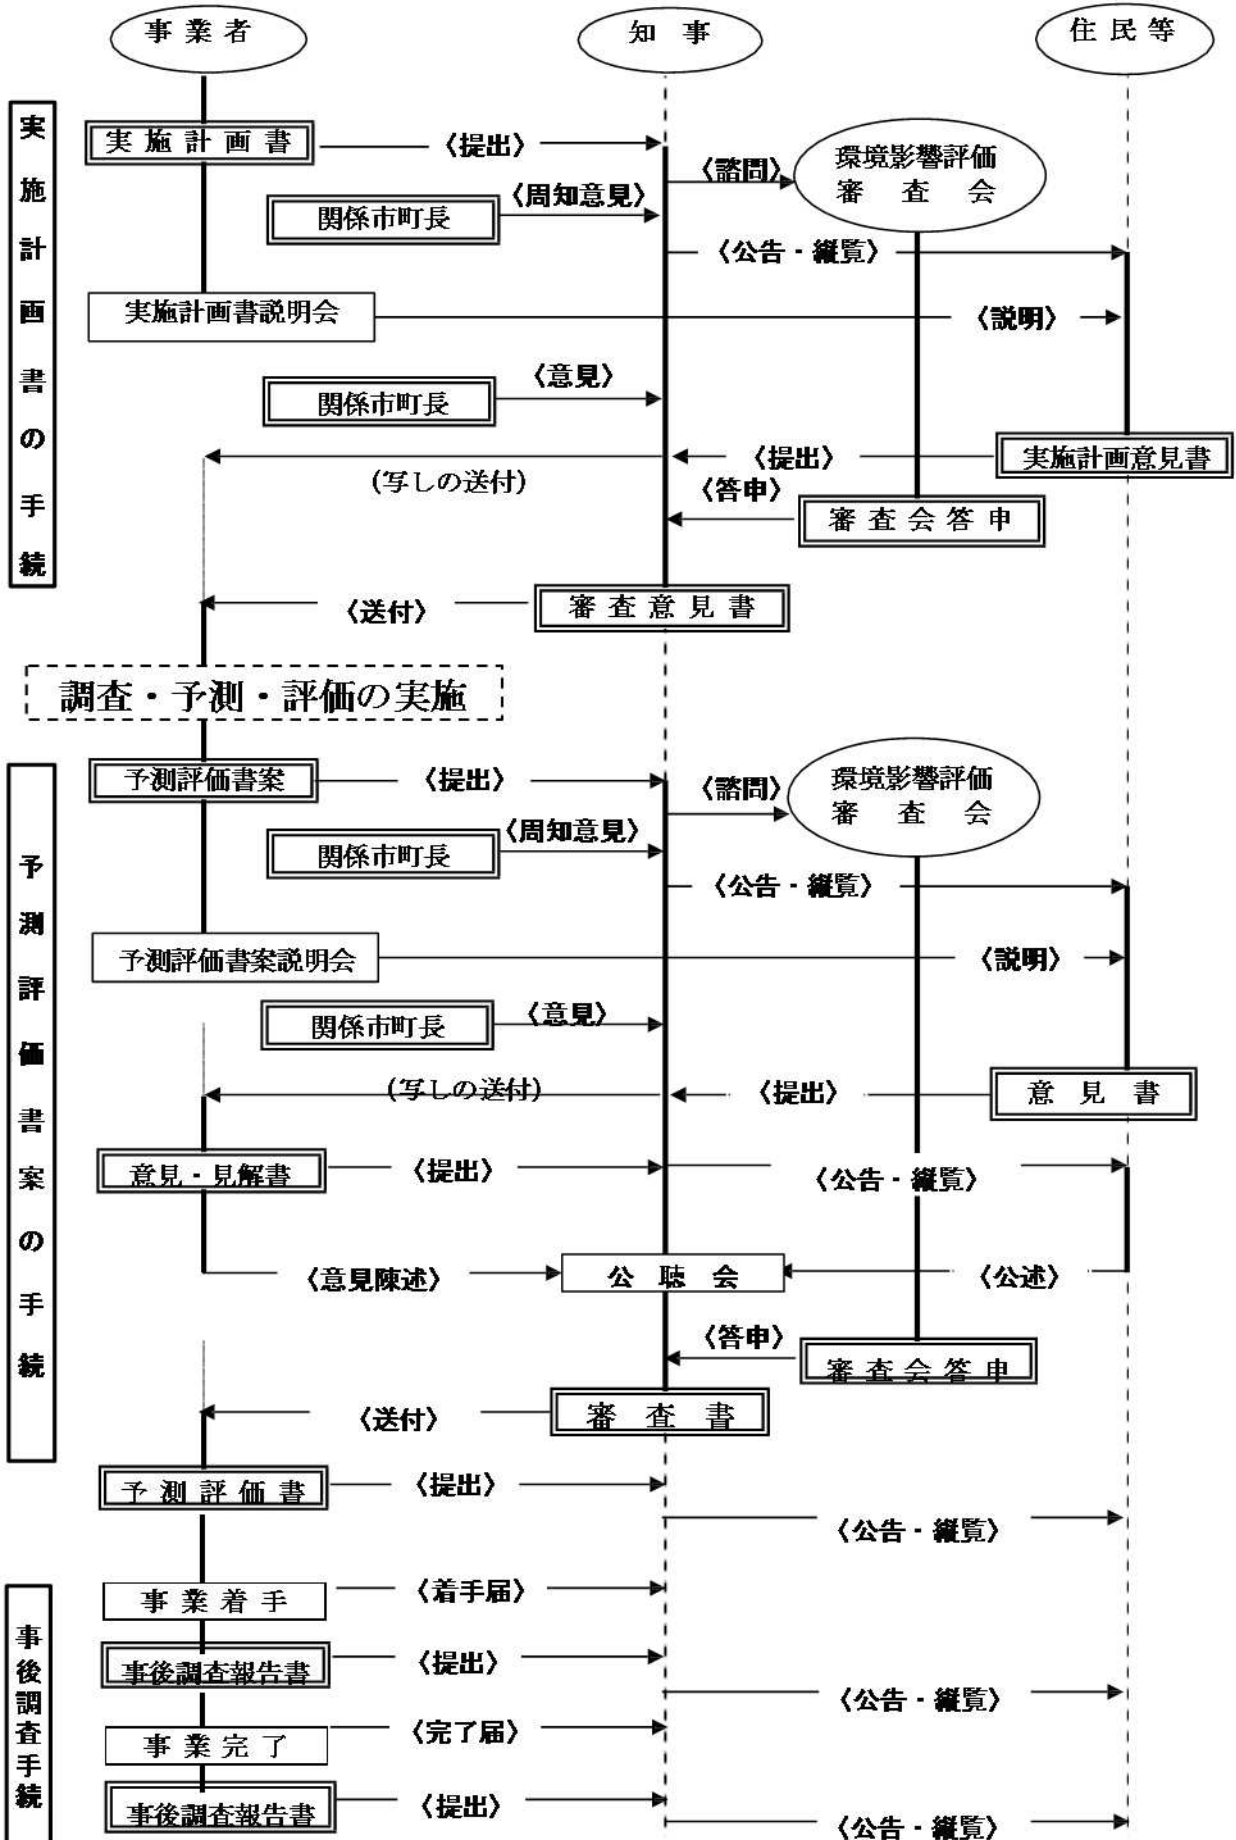 事業者
知事
住民等
実施計画書の手続
実施計画書
〈提出〉
〈諮問〉
環境影響評価
審査会
関係市町長
〈周知意見〉
〈公告‐縦覧〉
実施計画書説明会
〈説明〉
関係市町長
〈意見〉
(写しの送付)
〈提出〉
実施計画意見書
〈答申〉
審査会答申
〈送付〉
審査意見書
調査・予測・評価の実施
予測評価書案の手続
予測評価書案
〈提出〉
〈諮問〉
環境影響評価
審査会
関係市町長
〈周知意見〉
〈公告‐縦覧〉
予測評価書案説明会
〈説明〉
関係市町長
〈意見〉
(写しの送付)
〈提出〉
意見書
意見‐見解書
〈提出〉
〈公告‐縦覧〉
〈意見陳述〉
公聴会
〈公述〉
〈答申〉
審査会答申
〈送付〉
審査書
予測評価書
〈提出〉
〈公告‐縦覧〉
事後調査手続
事業着手
〈着手届〉
事後調査報告書
〈提出〉
〈公告‐縦覧〉
事業完了
〈完了届〉
事後調査報告書
〈提出〉
〈公告‐縦覧〉